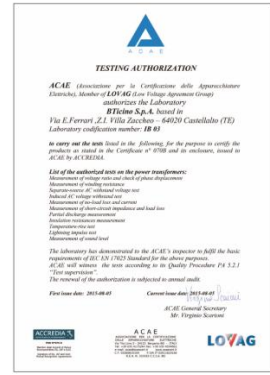 A C A E
TESTING AUTHORIZATION
ACAE (Associazione per la Certificazione delle Apparecchiature
Elettriche), Member of LOVAG (Low Voltage Agreement Group)
authorizes the Laboratory
BTicino S.p.A. based in
Via E.Ferrari ,Z.I. Villa Zaccheo – 64020 Castellalto (TE)
Laboratory codification number: IB 03
to carry out the tests listed in the following, for the purpose to certify the
products as stated in the Certificate n° 070B and its enclosure, issued to
ACAE by ACCREDIA.
List of the authorized tests on the power transformers:
Measurement of voltage ratio and check of phase displacement
Measurement of winding resistance
Separate-source AC withstand voltage test
Induced AC voltage withstand test
Measurement of no-load loss and current
Measurement of short-circuit impedance and load loss
Partial discharge measurement
Insulation resistances measurement
Temperature-rise test
Lightning impulse test
Measurement of sound level
The laboratory has demonstrated to the ACAE's inspector to fulfil the basic
requirements of IEC EN 17025 Standard for the above purposes.
ACAE will witness the tests according to its Quality Procedure PA 5.2.1
"Test supervision".
The renewal of the authorization is subjected to annual audit.
First issue date: 2015-08-05 Current issue date: 2015-08-05
ACAE General Secretary
Mr. Virginio Scarioni
ACCREDIA
A C A E
LOVAG